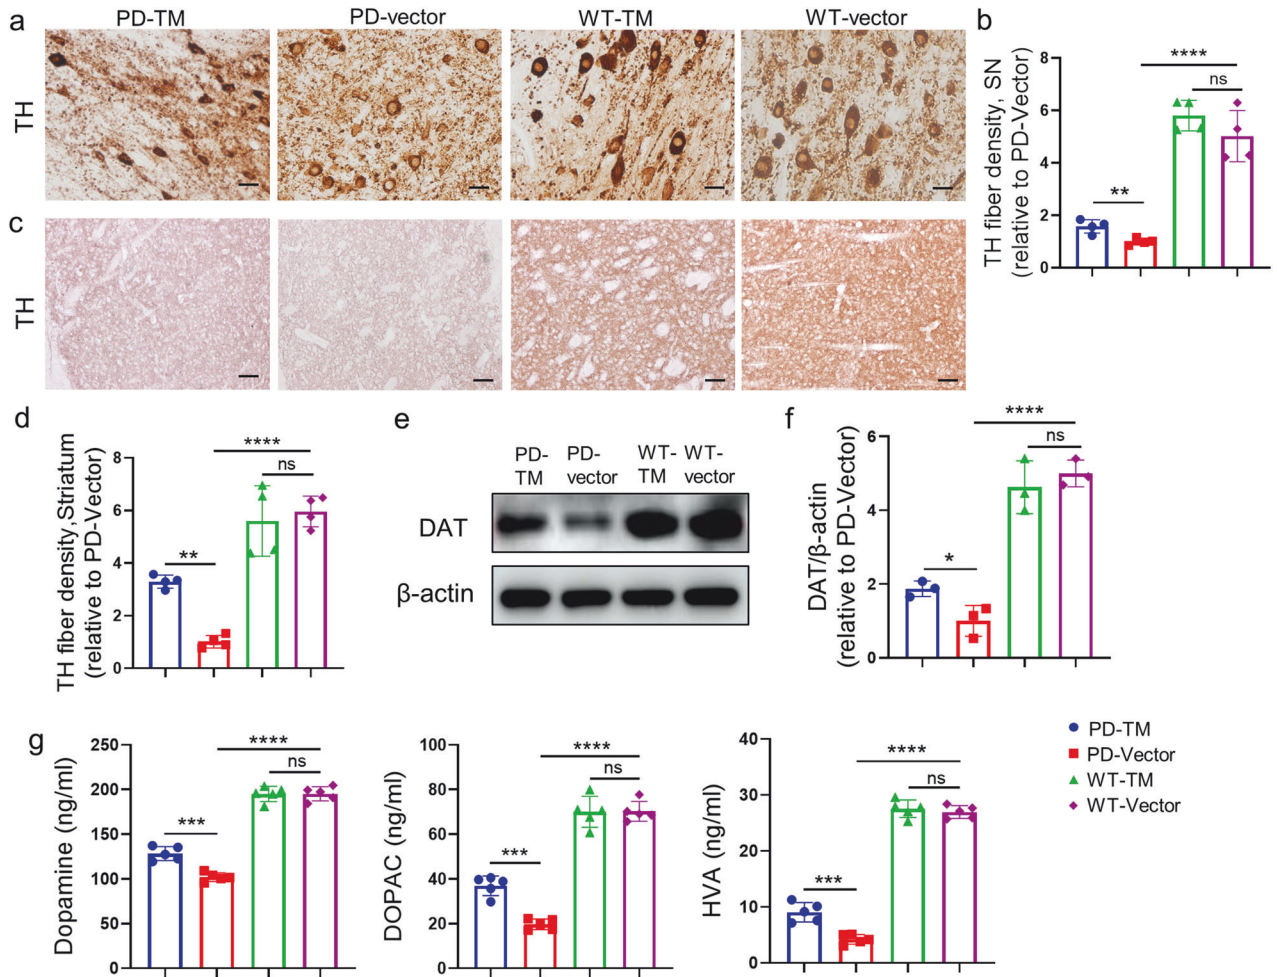 a
PD-TM
PD-vector
WT-TM
WT-vector
TH
b
TH fiber density, SN
(relative to PD-Vector)
8
6
4
2
0
****
ns
**
c
TH
d
TH fiber density,Striatum
(relative to PD-Vector)
8
6
4
2
0
****
ns
**
e
PD-
TM
PD-
vector
WT-
TM
WT-
vector
DAT
β-actin
f
DAT/β-actin
(relative to PD-Vector)
6
4
2
0
****
ns
*
g
Dopamine (ng/ml)
250
200
150
100
50
0
****
ns
***
DOPAC (ng/ml)
100
80
60
40
20
0
****
ns
***
HVA (ng/ml)
40
30
20
10
0
****
ns
***
PD-TM
PD-Vector
WT-TM
WT-Vector